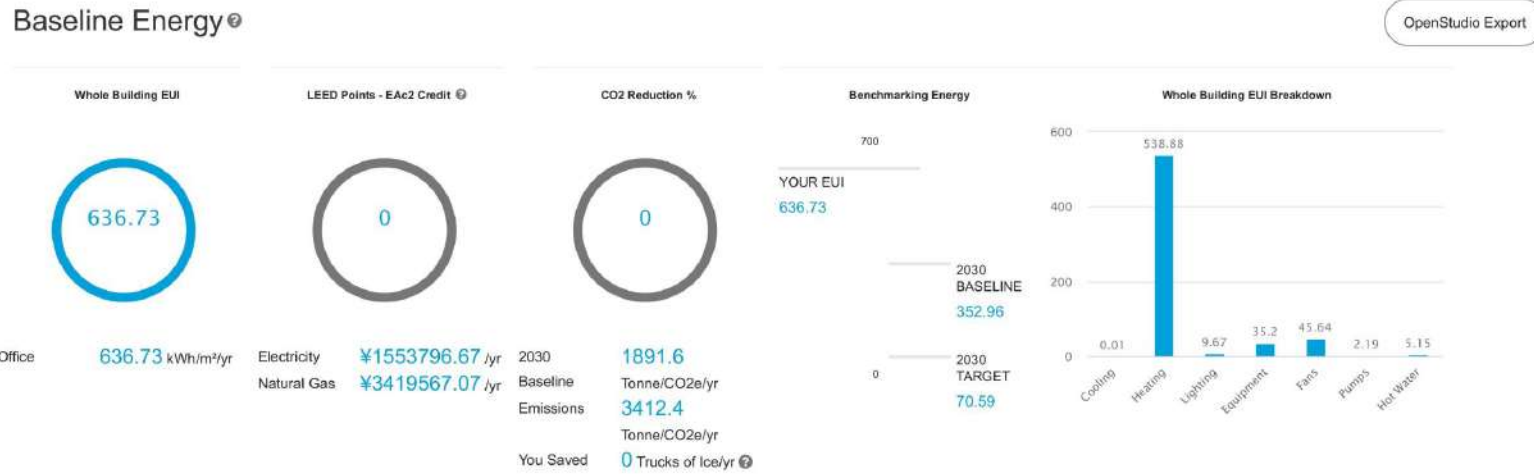 Baseline Energy
OpenStudio Export
Whole Building EUI
636.73
Office 636.73 kWh/m²/yr
LEED Points - EAc2 Credit
0
Electricity ¥1553796.67 /yr
Natural Gas ¥3419567.07 /yr
CO2 Reduction %
0
2030 1891.6
Baseline Tonne/CO2e/yr
Emissions 3412.4
Tonne/CO2e/yr
You Saved 0 Trucks of Ice/yr
Benchmarking Energy
700
YOUR EUI
636.73
2030
BASELINE
352.96
2030
TARGET
70.59
0
Whole Building EUI Breakdown
600
400
200
0
0.01
538.88
9.67
35.2
45.64
2.19
5.15
Cooling
Heating
Lighting
Equipment
Fans
Pumps
Hot Water